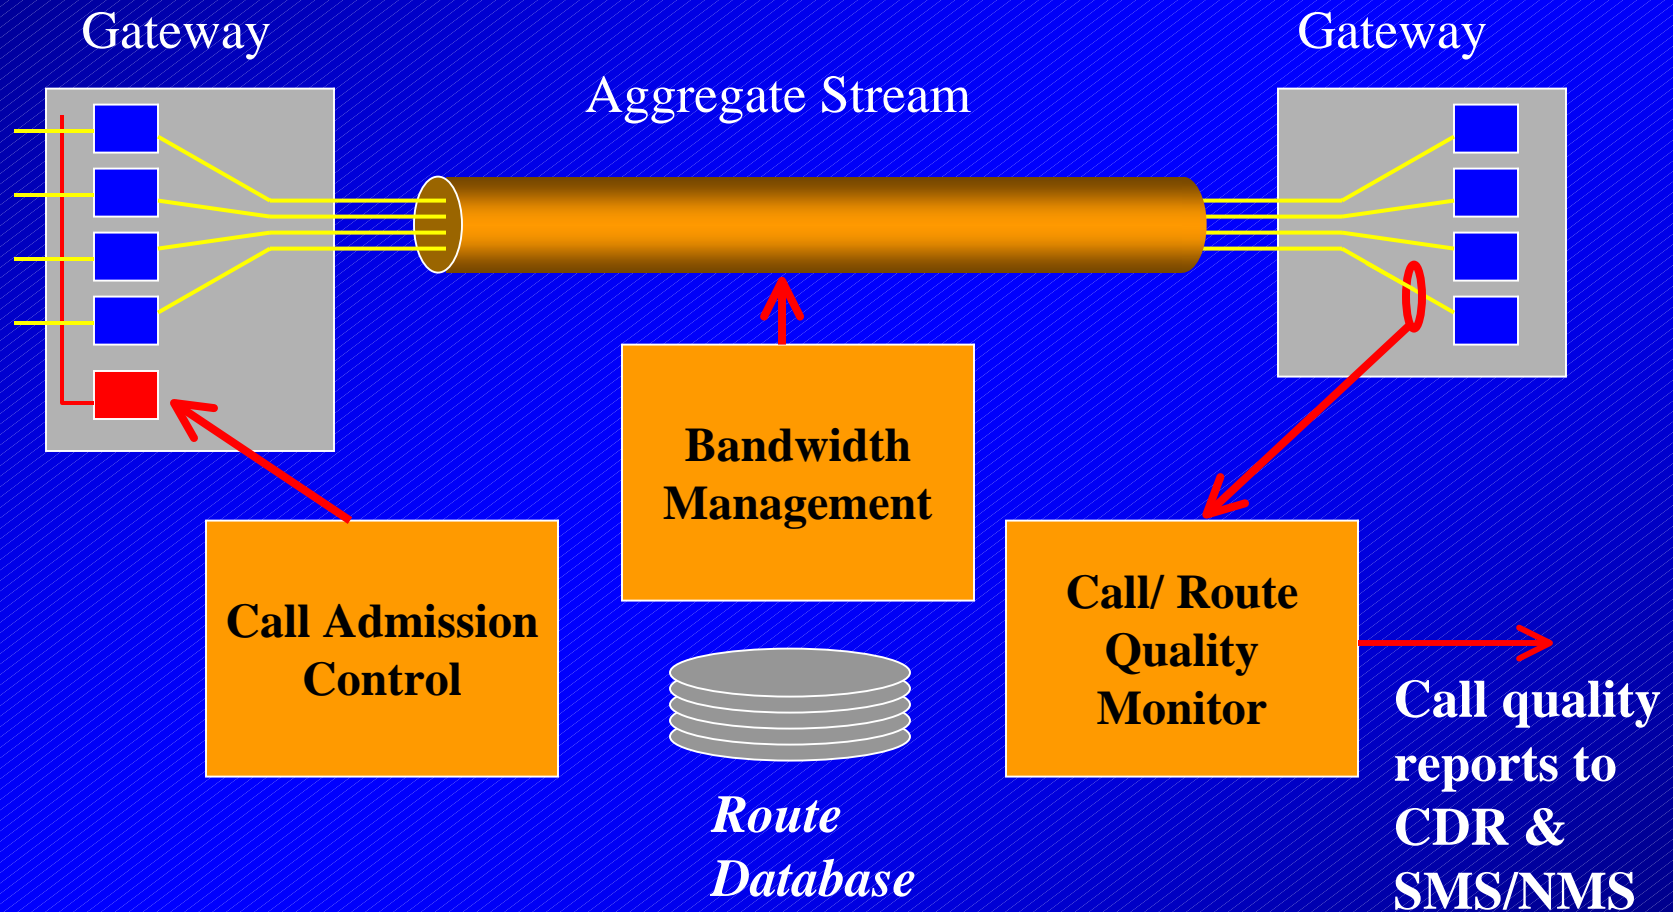 Gateway
Gateway
Aggregate Stream
Bandwidth
Management
Call Admission
Control
Call/ Route
Quality
Monitor
Call quality
reports to
CDR &
SMS/NMS
Route
Database